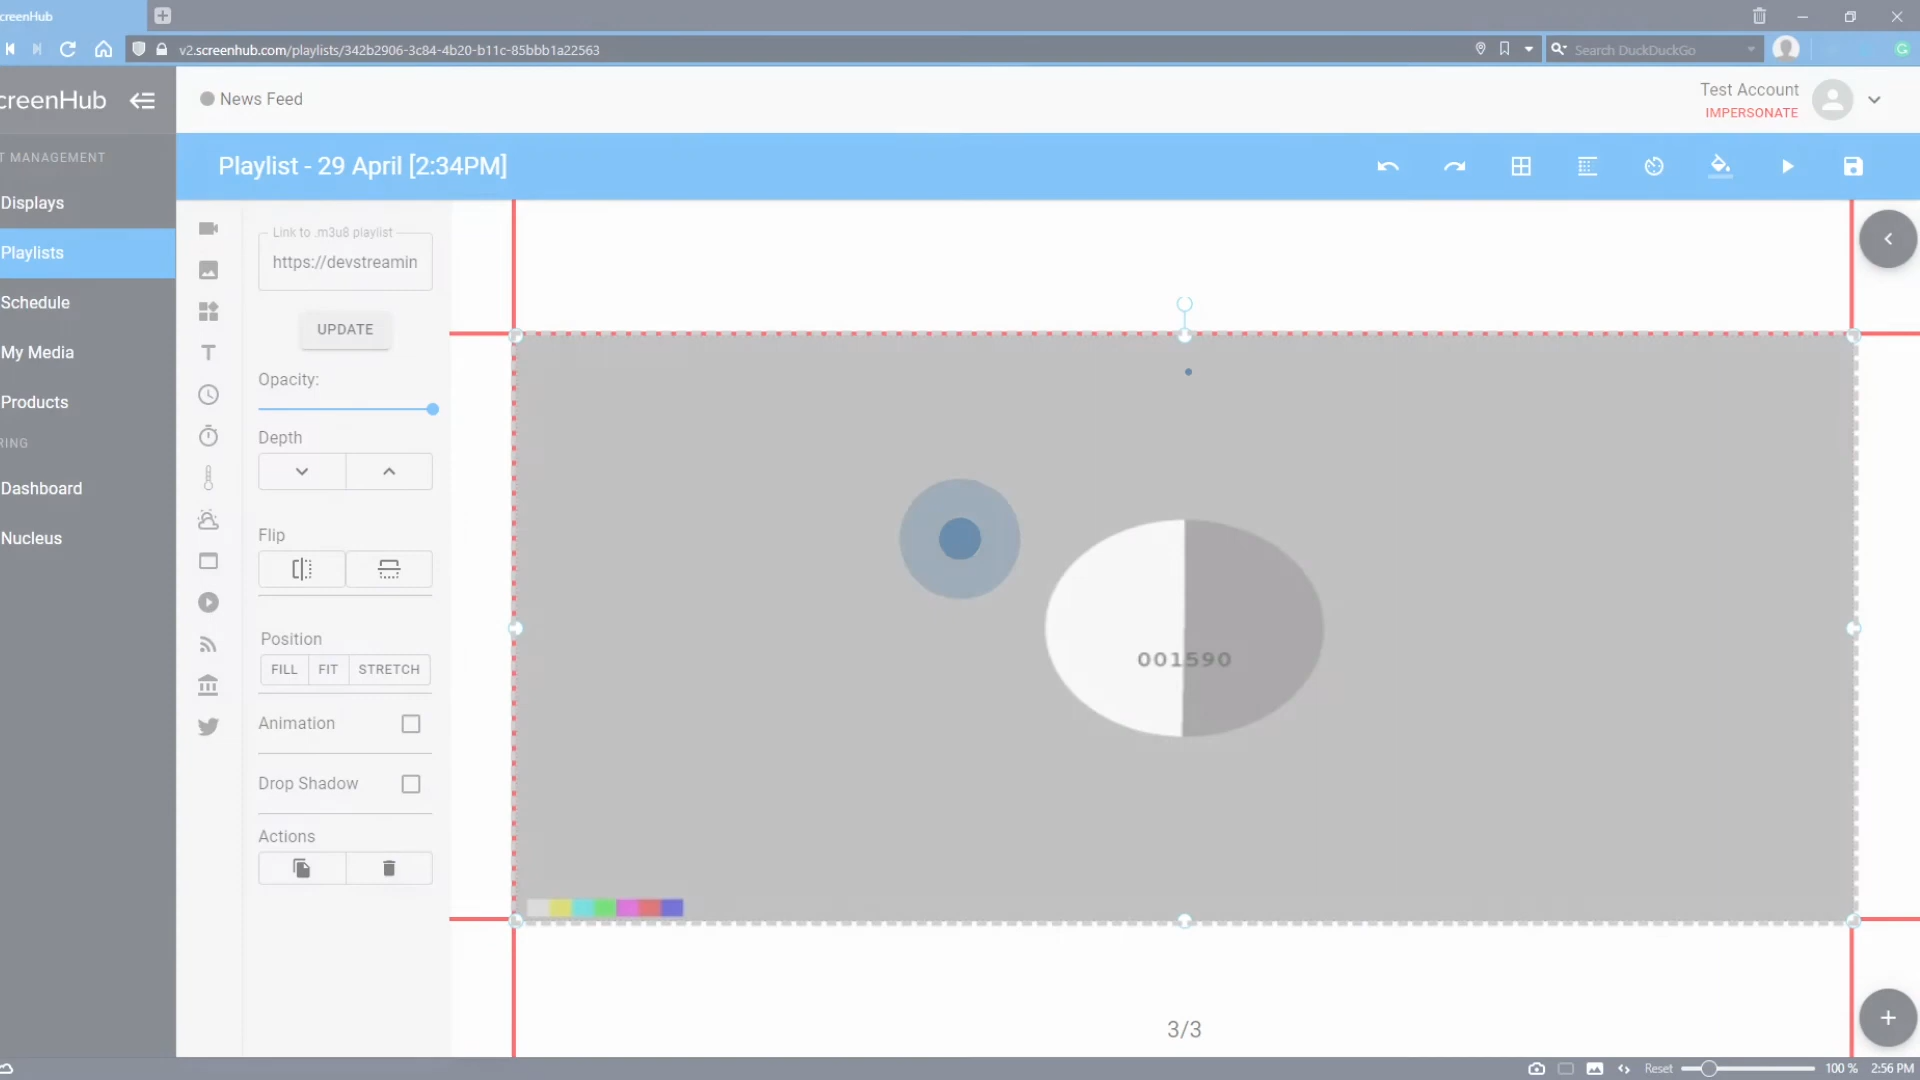 creenHub
v2.screenhub.com/playlists/342b2906-3c84-4b20-b11c-85bbb1a22563
Search DuckDuckGo
creenHub
News Feed
Test Account
IMPERSONATE
T MANAGEMENT
Playlist - 29 April [2:34PM]
Displays
Playlists
Schedule
My Media
Products
RING
Dashboard
Nucleus
Link to .m3u8 playlist
https://devstreamin
UPDATE
Opacity:
Depth
Flip
Position
FILL FIT STRETCH
Animation
Drop Shadow
Actions
001590
3/3
Reset 100 % 2:56 PM